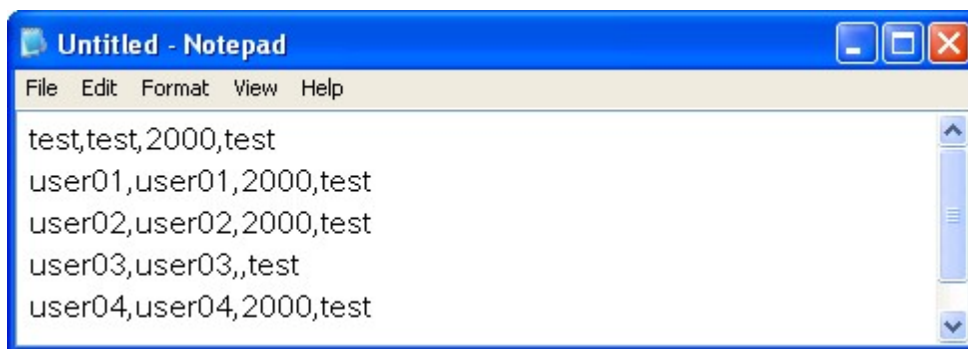 Untitled - Notepad
File Edit Format View Help
test,test,2000,test
user01,user01,2000,test
user02,user02,2000,test
user03,user03,,test
user04,user04,2000,test